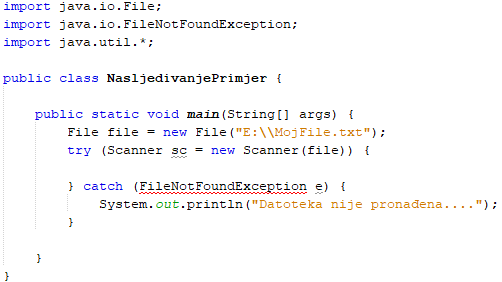 import java.io.File;
import java.io.FileNotFoundException;
import java.util.*;
public class NasljedivanjePrimjer {
public static void main(String[] args) {
File file = new File("E:\\MojFile.txt");
try (Scanner sc = new Scanner(file)) {
} catch (FileNotFoundException e) {
System.out.println("Datoteka nije pronađena....");
}
}
}